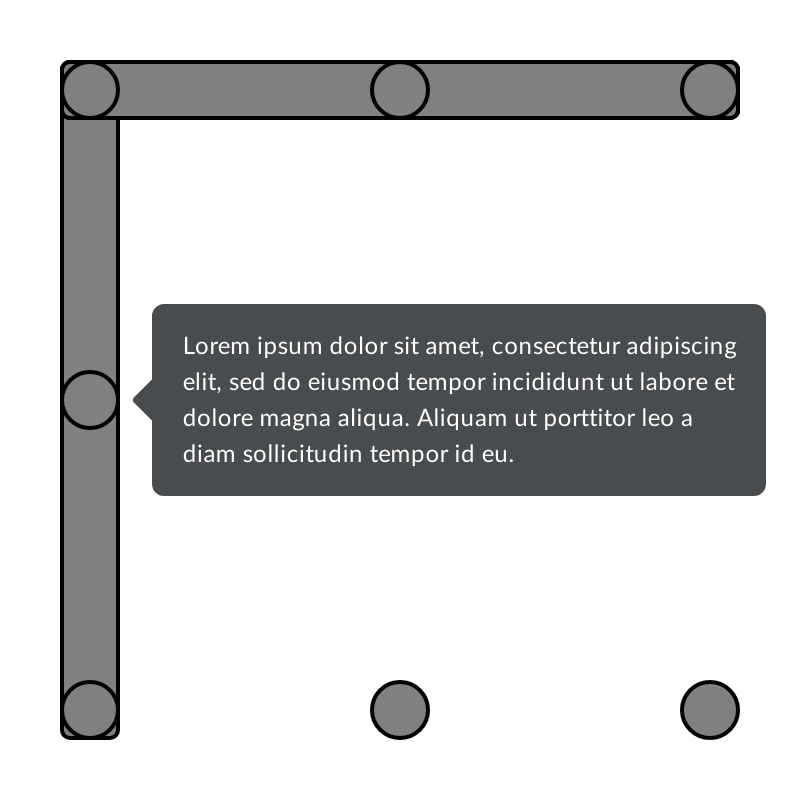 Lorem ipsum dolor sit amet, consectetur adipiscing
elit, sed do eiusmod tempor incididunt ut labore et
dolore magna aliqua. Aliquam ut porttitor leo a
diam sollicitudin tempor id eu.